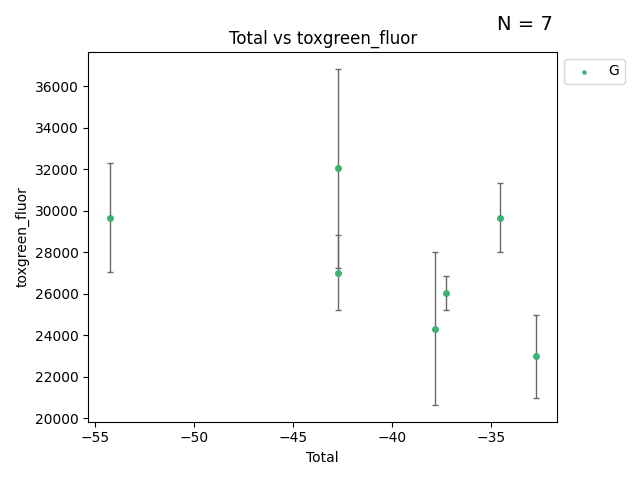 N = 7
Total vs toxgreen_fluor
G
36000
34000
32000
30000
28000
26000
24000
22000
20000
toxgreen_fluor
−55 −50 −45 −40 −35
Total